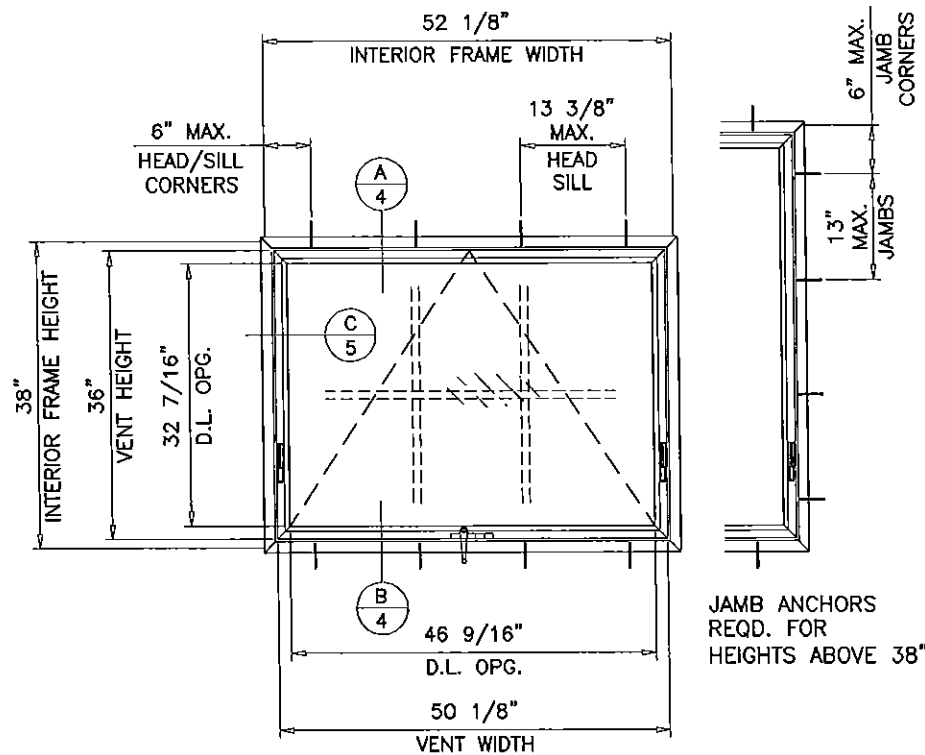 52 1/8"
INTERIOR FRAME WIDTH
6" MAX.
HEAD/SILL
CORNERS
13 3/8"
MAX.
HEAD
SILL
6" MAX.
JAMB
CORNERS
13"
MAX.
JAMBS
A
4
C
5
38"
INTERIOR FRAME HEIGHT
36"
VENT HEIGHT
32 7/16"
D.L. OPG.
B
4
46 9/16"
D.L. OPG.
50 1/8"
VENT WIDTH
JAMB ANCHORS
REQD. FOR
HEIGHTS ABOVE 38"